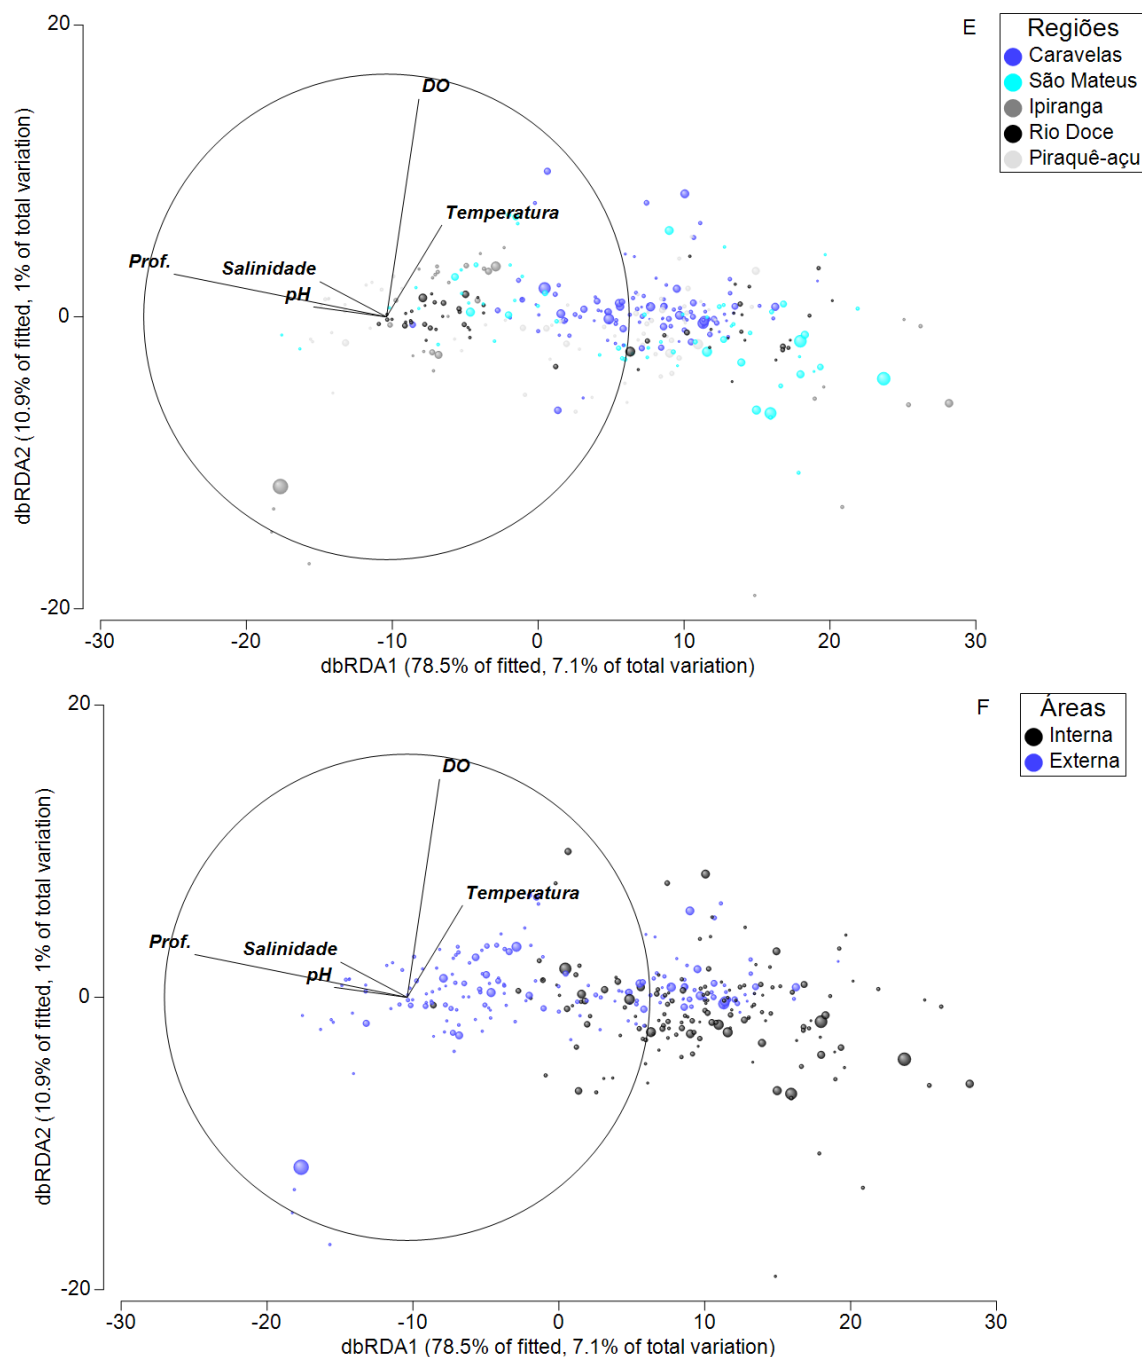 20
E
Regiões
Caravelas
São Mateus
Ipiranga
Rio Doce
Piraquê-açu
DO
Temperatura
Prof.
Salinidade
pH
0
-20
dbRDA2 (10.9% of fitted, 1% of total variation)
-30 -20 -10 0 10 20 30
dbRDA1 (78.5% of fitted, 7.1% of total variation)
20
F
Áreas
Interna
Externa
DO
Temperatura
Prof.
Salinidade
pH
0
-20
dbRDA2 (10.9% of fitted, 1% of total variation)
-30 -20 -10 0 10 20 30
dbRDA1 (78.5% of fitted, 7.1% of total variation)